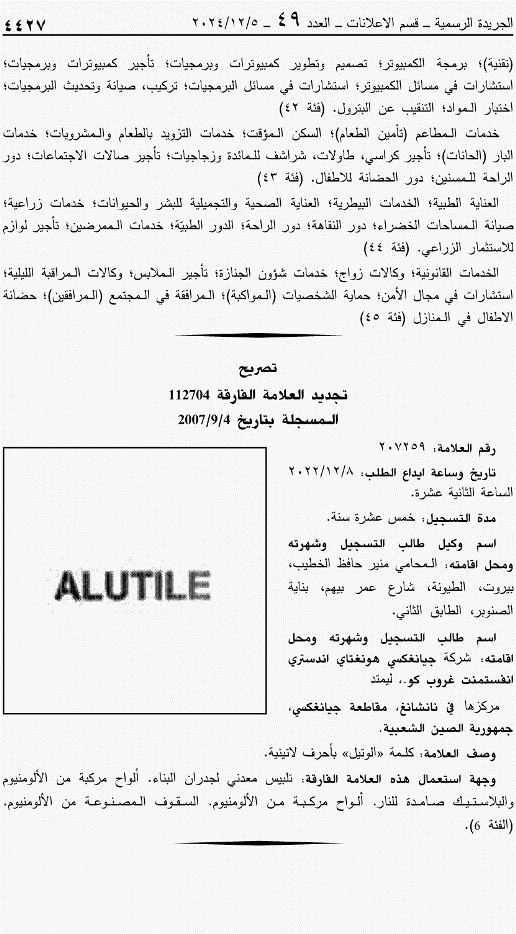 الجريدة الرسمية ــ قسم الاعلانات ــ العدد ٤٩ ــ ٢٠٢٤/١٢/٥
٤٤٢٧
(تقنية)؛ برمجة الكمبيوتر؛ تصميم وتطوير كمبيوترات وبرمجيات؛ تأجير كمبيوترات وبرمجيات؛
استشارات في مسائل الكمبيوتر؛ استشارات في مسائل البرمجيات؛ تركيب، صيانة وتحديث البرمجيات؛
اختبار المواد؛ التنقيب عن البترول. (فئة ٤٢)
خدمات المطاعم (تأمين الطعام)؛ السكن المؤقت؛ خدمات التزويد بالطعام والمشروبات؛ خدمات
البار (الحانات)؛ تأجير كراسي، طاولات، شراشف للمائدة وزجاجيات؛ تأجير صالات الاجتماعات؛ دور
الراحة للمسنين؛ دور الحضانة للاطفال. (فئة ٤٣)
العناية الطبية؛ الخدمات البيطرية؛ العناية الصحية والتجميلية للبشر والحيوانات؛ خدمات زراعية؛
صيانة المساحات الخضراء؛ دور النقاهة؛ دور الراحة؛ الدور الطبيّة؛ خدمات الممرضين؛ تأجير لوازم
للاستثمار الزراعي. (فئة ٤٤)
الخدمات القانونية؛ وكالات زواج؛ خدمات شؤون الجنازة؛ تأجير الملابس؛ وكالات المراقبة الليلية؛
استشارات في مجال الأمن؛ حماية الشخصيات (المواكبة)؛ المرافقة في المجتمع (المرافقين)؛ حضانة
الاطفال في المنازل (فئة ٤٥)
تصريح
تجديد العلامة الفارقة 112704
المسجلة بتاريخ 2007/9/4
رقم العلامة: ٢٠٧٢٥٩
تاريخ وساعة ايداع الطلب: ٢٠٢٢/١٢/٨
الساعة الثانية عشرة.
مدة التسجيل: خمس عشرة سنة.
اسم وكيل طالب التسجيل وشهرته
ومحل اقامته: المحامي منير حافظ الخطيب،
بيروت، الطيونة، شارع عمر بيهم، بناية
الصنوبر، الطابق الثاني.
اسم طالب التسجيل وشهرته ومحل
اقامته: شركة جيانغكسي هونغتاي اندستري
انفستمنت غروب كو.، ليمتد
مركزها في نانشانغ، مقاطعة جيانغكسي،
جمهورية الصين الشعبية.
ALUTILE
وصف العلامة: كلمة «الوتيل» بأحرف لاتينية.
وجهة استعمال هذه العلامة الفارقة: تلبيس معدني لجدران البناء. ألواح مركبة من الألومنيوم
والبلاستيك صامدة للنار. ألواح مركبة من الألومنيوم. السقوف المصنوعة من الألومنيوم.
(الفئة 6).